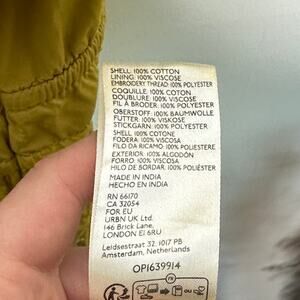 SHELL: 100% COTTON
LINING: 100% VISCOSE
EMBROIDERY THREAD: 100% POLYESTER
COQUILLE: 100% COTON
DOUBLURE: 100% VISCOSE
FIL À BRODER: 100% POLYESTER
OBERSTOFF: 100% BAUMWOLLE
FUTTER: 100% VISKOSE
STICKGARN: 100% POLYESTER
SHELL: 100% COTONE
FODERA: 100% VISCOSA
FILO DA RICAMO: 100% POLIESTERE
EXTERIOR: 100% ALGODÓN
FORRO: 100% VISCOSA
HILO DE BORDAR: 100% POLIÉSTER
MADE IN INDIA
HECHO EN INDIA
RN 66170
CA 32054
FOR EU
URBN UK Ltd.
146 Brick Lane,
LONDON E1 6RU
Leidsestraat 32, 1017 PB
Amsterdam, Netherlands
OP1639914
FR